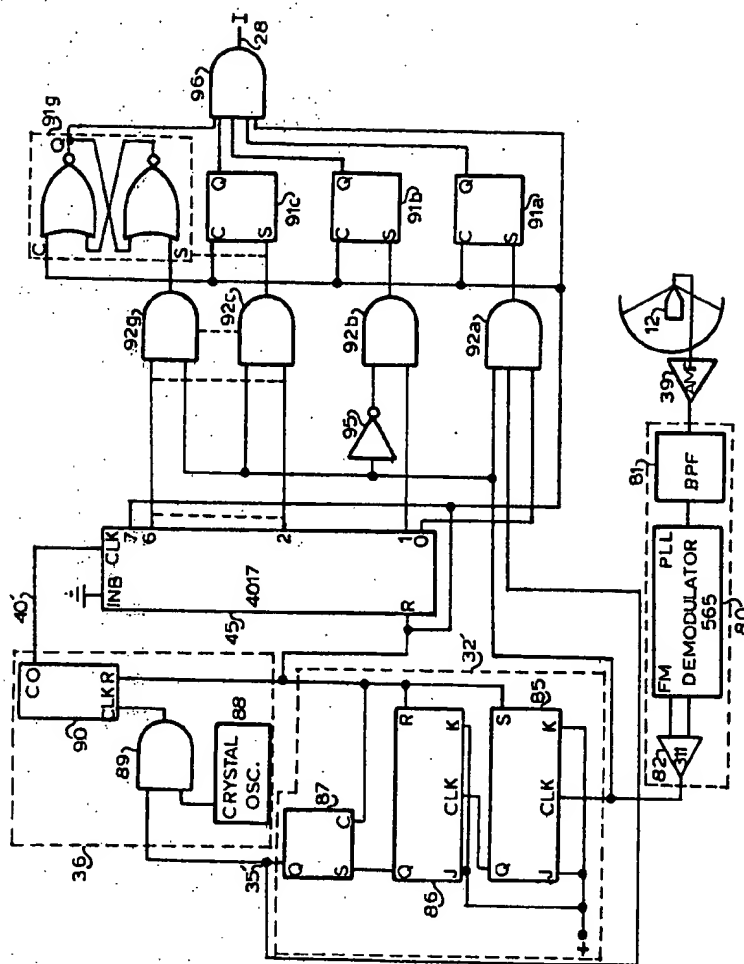 I
28
96
91g
Q
C
S
Q
C
S
91c
Q
C
S
91b
Q
C
S
91a
92g
92c
92b
92a
95
12
AMP
39
81
BPF
PLL
FM
DEMODULATOR
565
80
311
82
40'
INB
CLK
7
6
2
1
0
4017
R
45
36'
CO
CLK
R
90
89
88
CRYSTAL
OSC.
35'
32'
87
Q
S
C
86
Q
J
CLK
K
R
85
Q
J
CLK
K
S
+